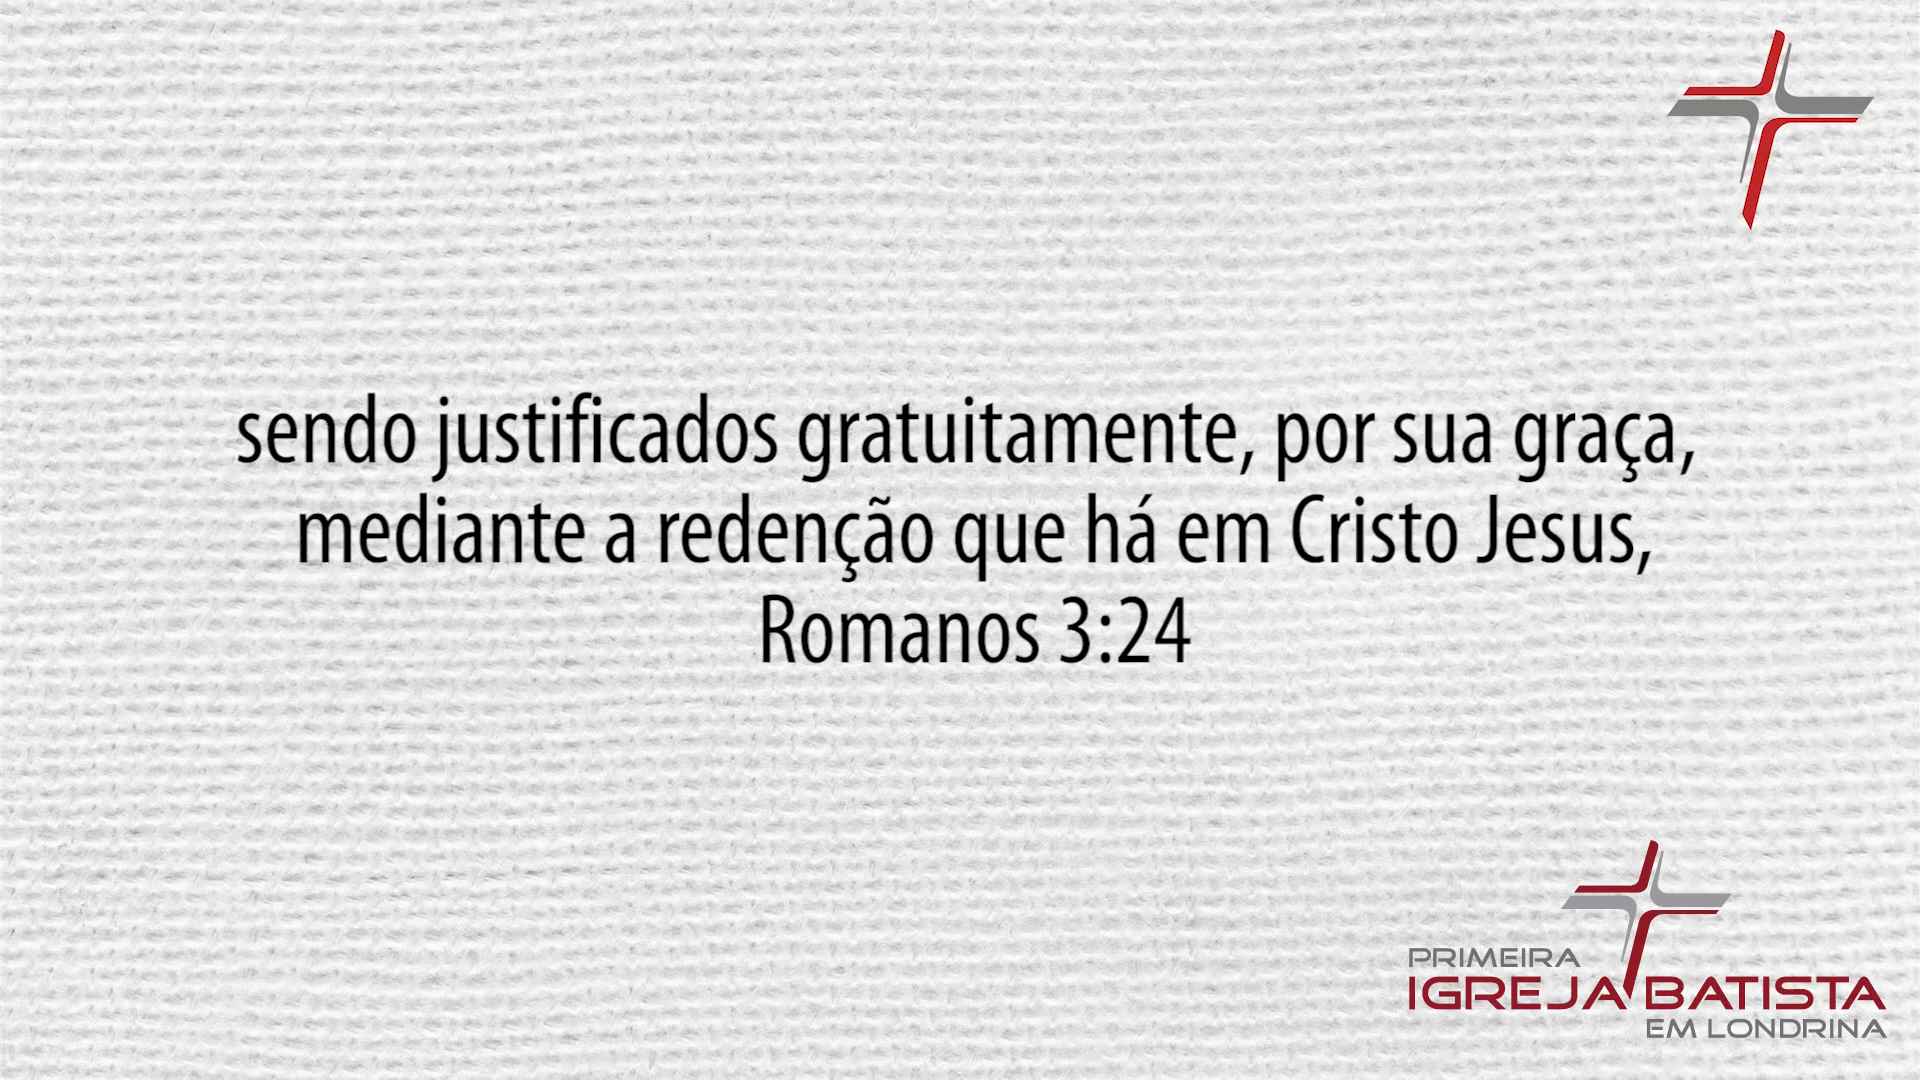 sendo justificados gratuitamente, por sua graça,
mediante a redenção que há em Cristo Jesus,
Romanos 3:24
PRIMEIRA
IGREJA BATISTA
EM LONDRINA